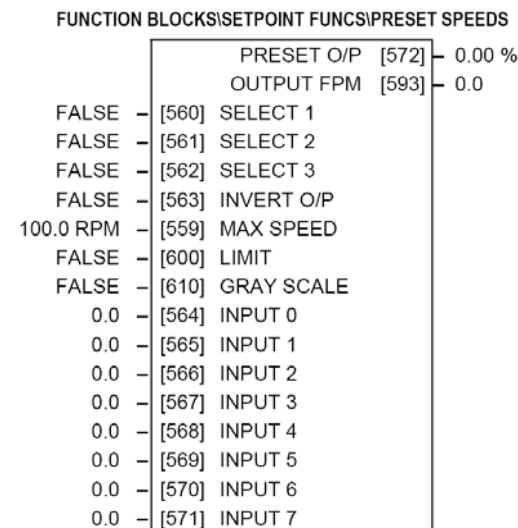 FUNCTION BLOCKS\SETPOINT FUNCS\PRESET SPEEDS
PRESET O/P [572] – 0.00 %
OUTPUT FPM [593] – 0.0
FALSE – [560] SELECT 1
FALSE – [561] SELECT 2
FALSE – [562] SELECT 3
FALSE – [563] INVERT O/P
100.0 RPM – [559] MAX SPEED
FALSE – [600] LIMIT
FALSE – [610] GRAY SCALE
0.0 – [564] INPUT 0
0.0 – [565] INPUT 1
0.0 – [566] INPUT 2
0.0 – [567] INPUT 3
0.0 – [568] INPUT 4
0.0 – [569] INPUT 5
0.0 – [570] INPUT 6
0.0 – [571] INPUT 7